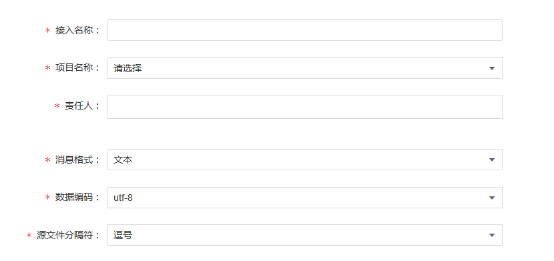 * 接入名称：
* 项目名称： 请选择
* 责任人：
* 消息格式： 文本
* 数据编码： utf-8
* 源文件分隔符： 逗号